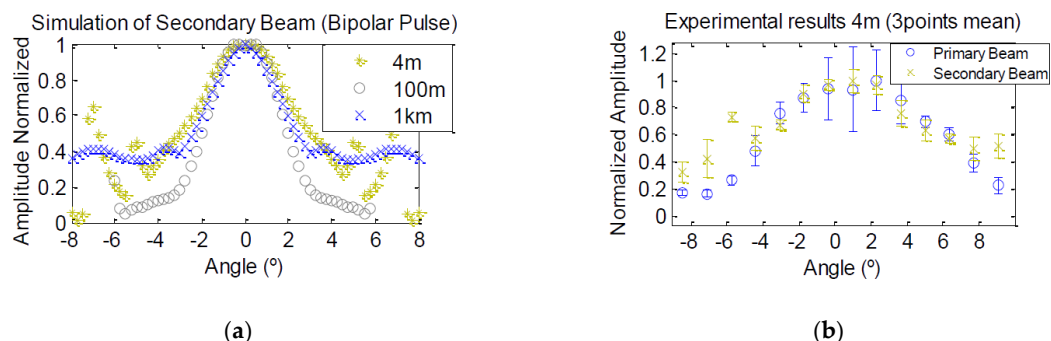 Simulation of Secondary Beam (Bipolar Pulse)
Amplitude Normalized
1
0.8
0.6
0.4
0.2
0
4m
100m
1km
-8 -6 -4 -2 0 2 4 6 8
Angle (º)
(a)
Experimental results 4m (3points mean)
Normalized Amplitude
1.2
1
0.8
0.6
0.4
0.2
0
Primary Beam
Secondary Beam
-8 -6 -4 -2 0 2 4 6 8
Angle (º)
(b)